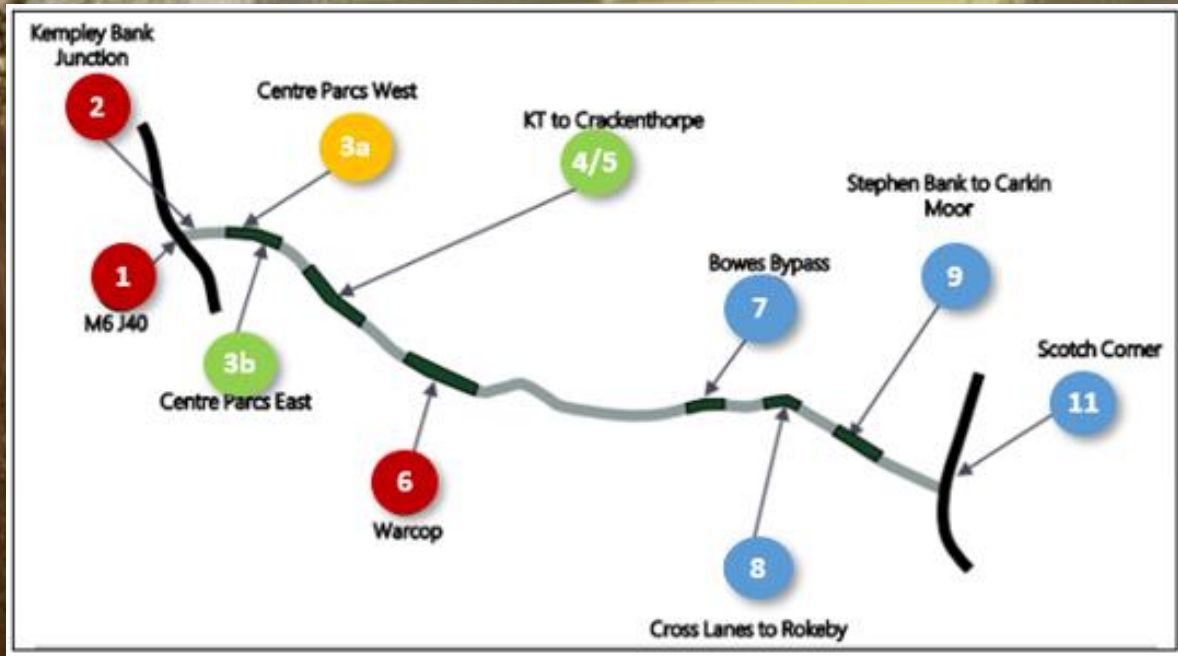 Kempley Bank
Junction
2
Centre Parcs West
3a
KT to Crackenthorpe
4/5
Stephen Bank to Carkin
Moor
9
1
M6 J40
Bowes Bypass
7
3b
Centre Parcs East
Scotch Corner
11
6
Warcop
8
Cross Lanes to Rokeby